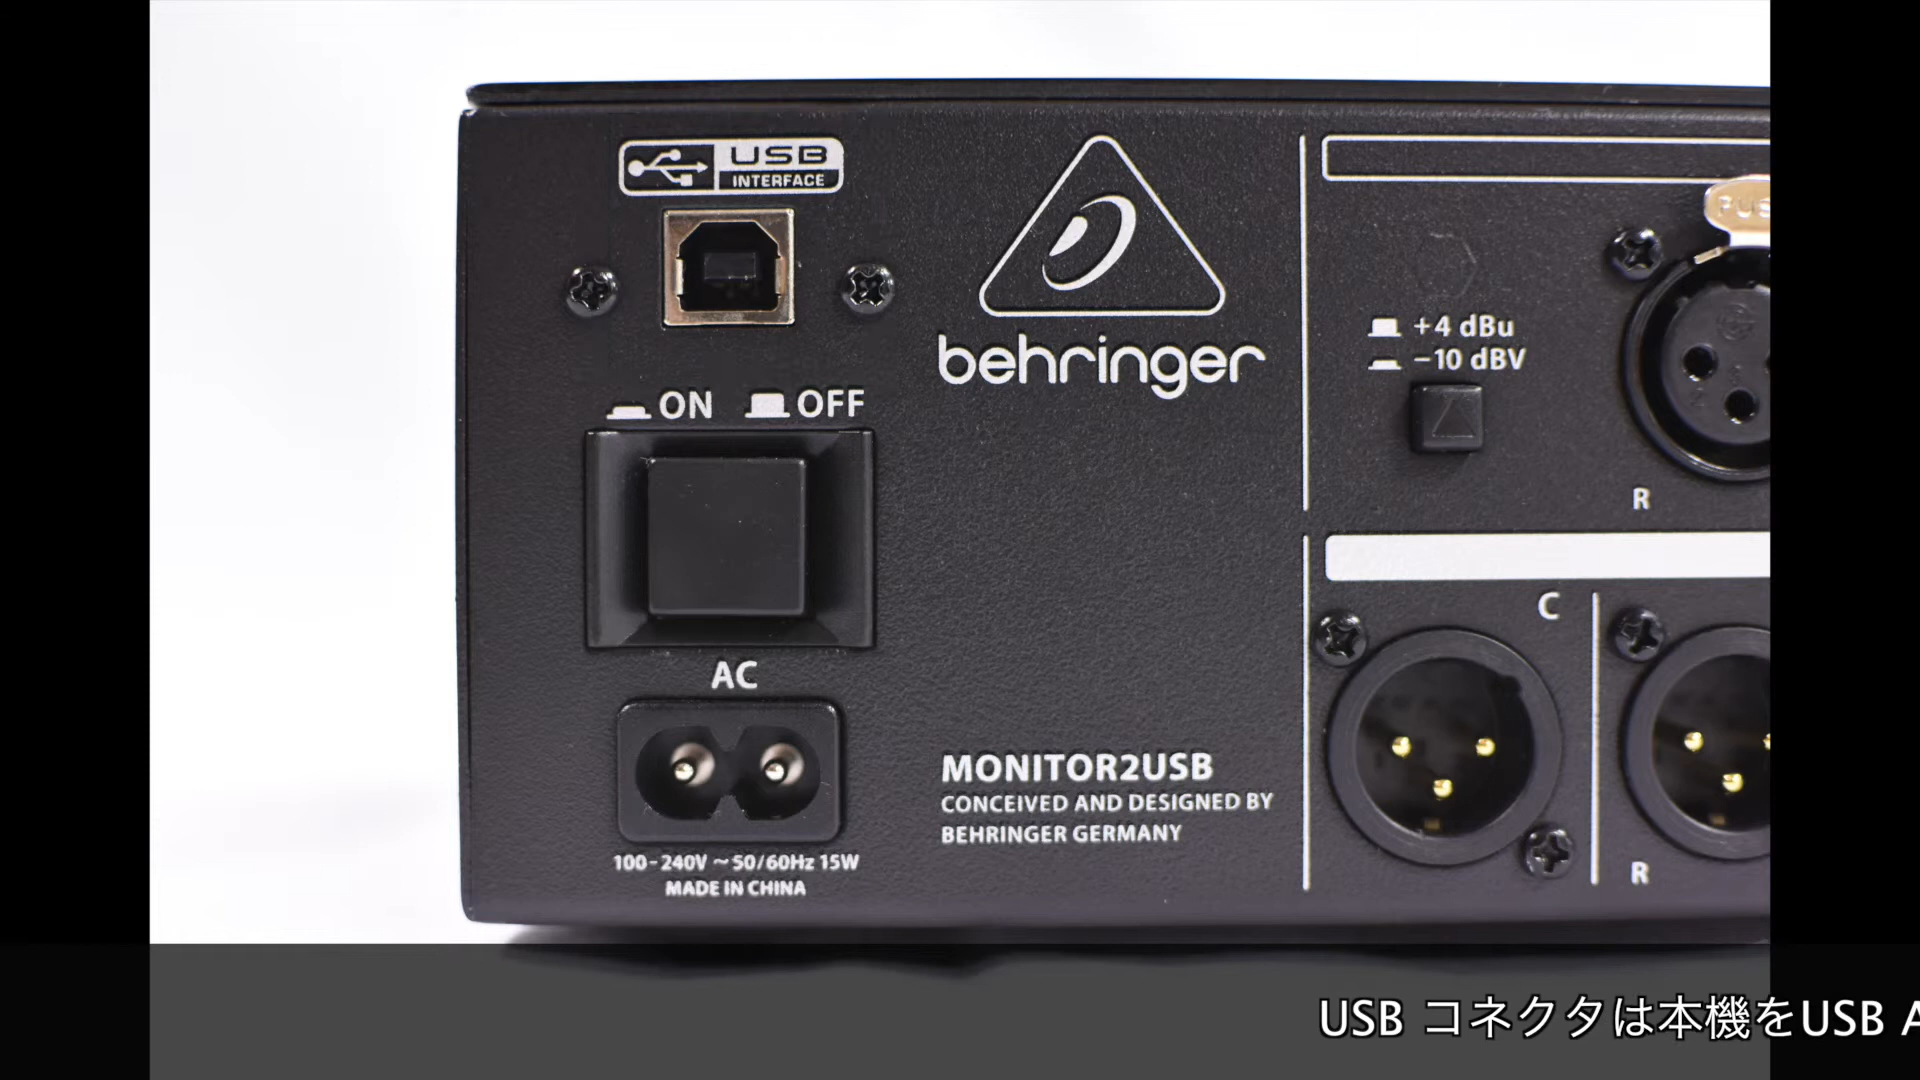 USB
INTERFACE
behringer
ON OFF
AC
100-240V ~ 50/60Hz 15W
MADE IN CHINA
MONITOR2USB
CONCEIVED AND DESIGNED BY
BEHRINGER GERMANY
+4 dBu
-10 dBV
R
C
R
USB コネクタは本機をUSB